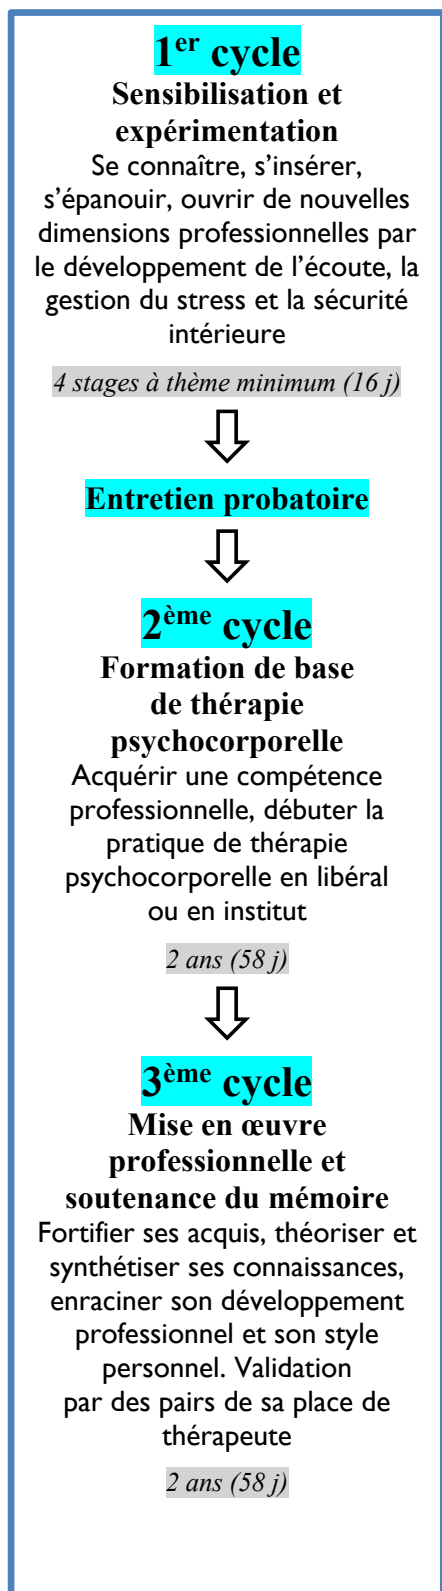 1er cycle
Sensibilisation et
expérimentation
Se connaître, s’insérer,
s’épanouir, ouvrir de nouvelles
dimensions professionnelles par
le développement de l’écoute, la
gestion du stress et la sécurité
intérieure
4 stages à thème minimum (16 j)
Entretien probatoire
2ème cycle
Formation de base
de thérapie
psychocorporelle
Acquérir une compétence
professionnelle, débuter la
pratique de thérapie
psychocorporelle en libéral
ou en institut
2 ans (58 j)
3ème cycle
Mise en œuvre
professionnelle et
soutenance du mémoire
Fortifier ses acquis, théoriser et
synthétiser ses connaissances,
enraciner son développement
professionnel et son style
personnel. Validation
par des pairs de sa place de
thérapeute
2 ans (58 j)